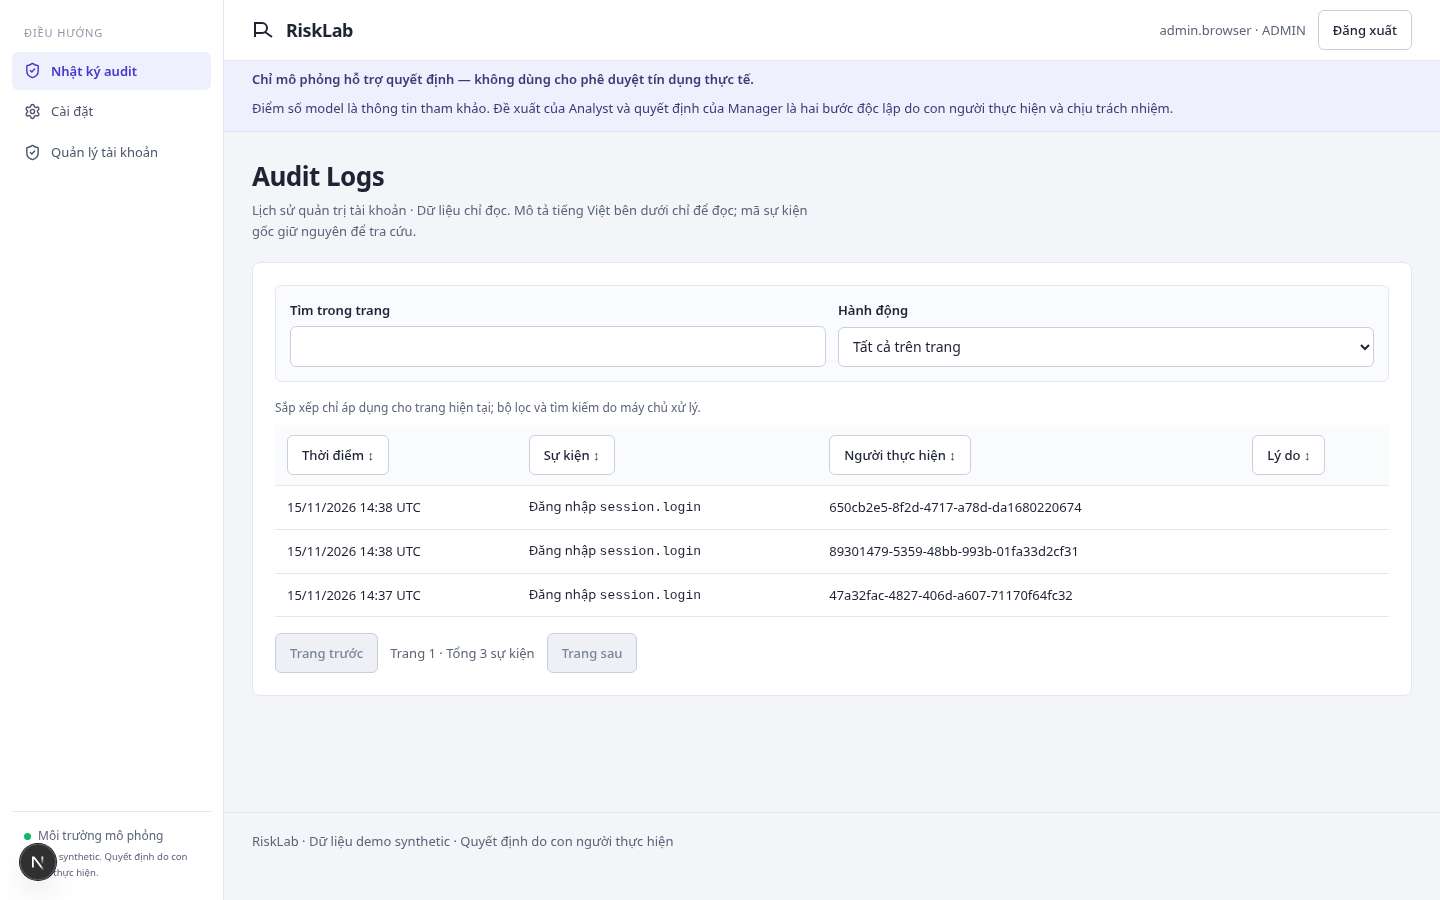 ĐIỀU HƯỚNG
Nhật ký audit
Cài đặt
Quản lý tài khoản
Môi trường mô phỏng
synthetic. Quyết định do con
thực hiện.
RiskLab
admin.browser · ADMIN
Đăng xuất
Chỉ mô phỏng hỗ trợ quyết định — không dùng cho phê duyệt tín dụng thực tế.
Điểm số model là thông tin tham khảo. Đề xuất của Analyst và quyết định của Manager là hai bước độc lập do con người thực hiện và chịu trách nhiệm.
Audit Logs
Lịch sử quản trị tài khoản · Dữ liệu chỉ đọc. Mô tả tiếng Việt bên dưới chỉ để đọc; mã sự kiện
gốc giữ nguyên để tra cứu.
Tìm trong trang
Hành động
Tất cả trên trang
Sắp xếp chỉ áp dụng cho trang hiện tại; bộ lọc và tìm kiếm do máy chủ xử lý.
Thời điểm ↕ Sự kiện ↕ Người thực hiện ↕ Lý do ↕
15/11/2026 14:38 UTC Đăng nhập session.login 650cb2e5-8f2d-4717-a78d-da1680220674
15/11/2026 14:38 UTC Đăng nhập session.login 89301479-5359-48bb-993b-01fa33d2cf31
15/11/2026 14:37 UTC Đăng nhập session.login 47a32fac-4827-406d-a607-71170f64fc32
Trang trước Trang 1 · Tổng 3 sự kiện Trang sau
RiskLab · Dữ liệu demo synthetic · Quyết định do con người thực hiện